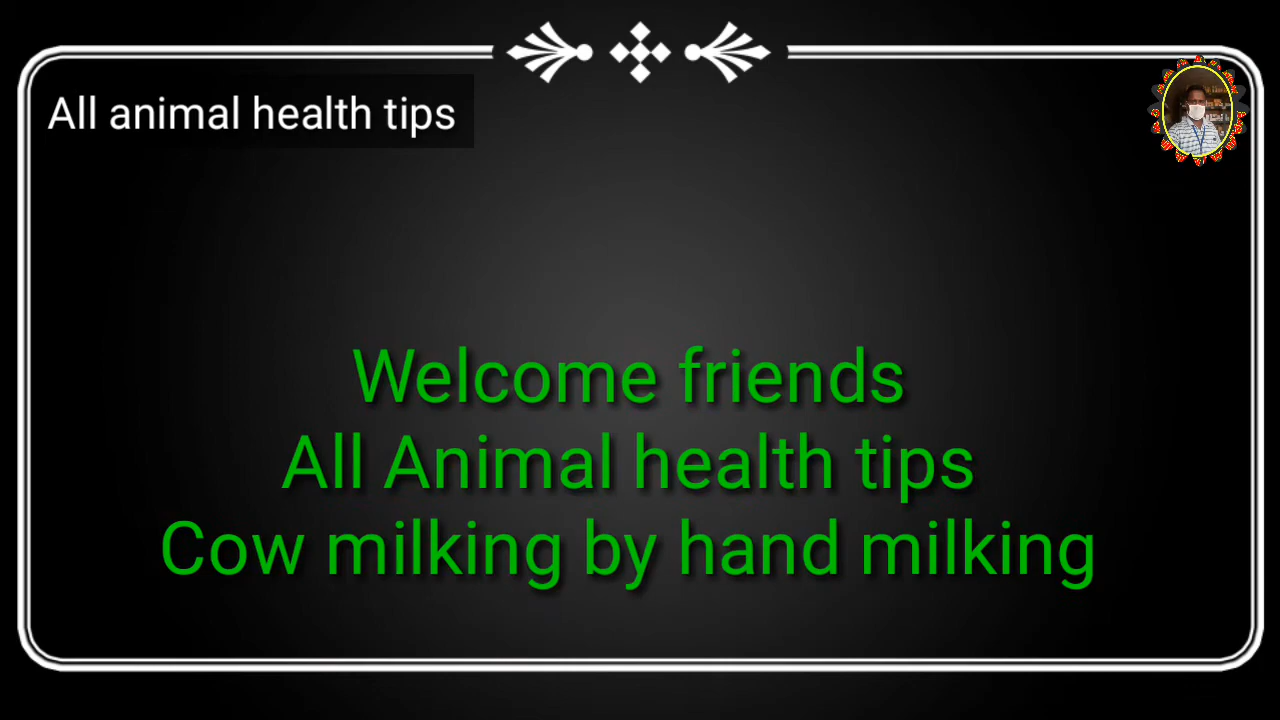 All animal health tips
Welcome friends
All Animal health tips
Cow milking by hand milking